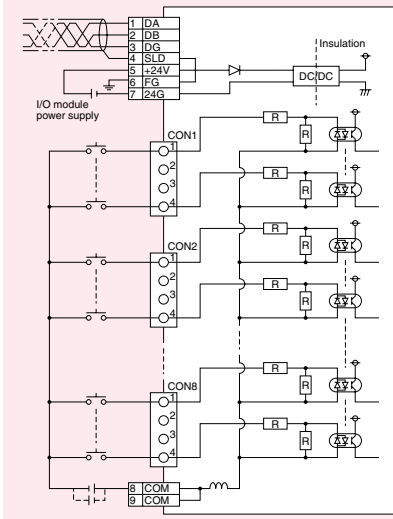 1 DA
2 DB
3 DG
4 SLD
5 +24V
6 FG
7 24G
Insulation
DC/DC
I/O module
power supply
CON1
1
2
3
4
R
R
R
R
CON2
1
2
3
4
R
R
R
R
CON8
1
2
3
4
R
R
R
R
8 COM
9 COM